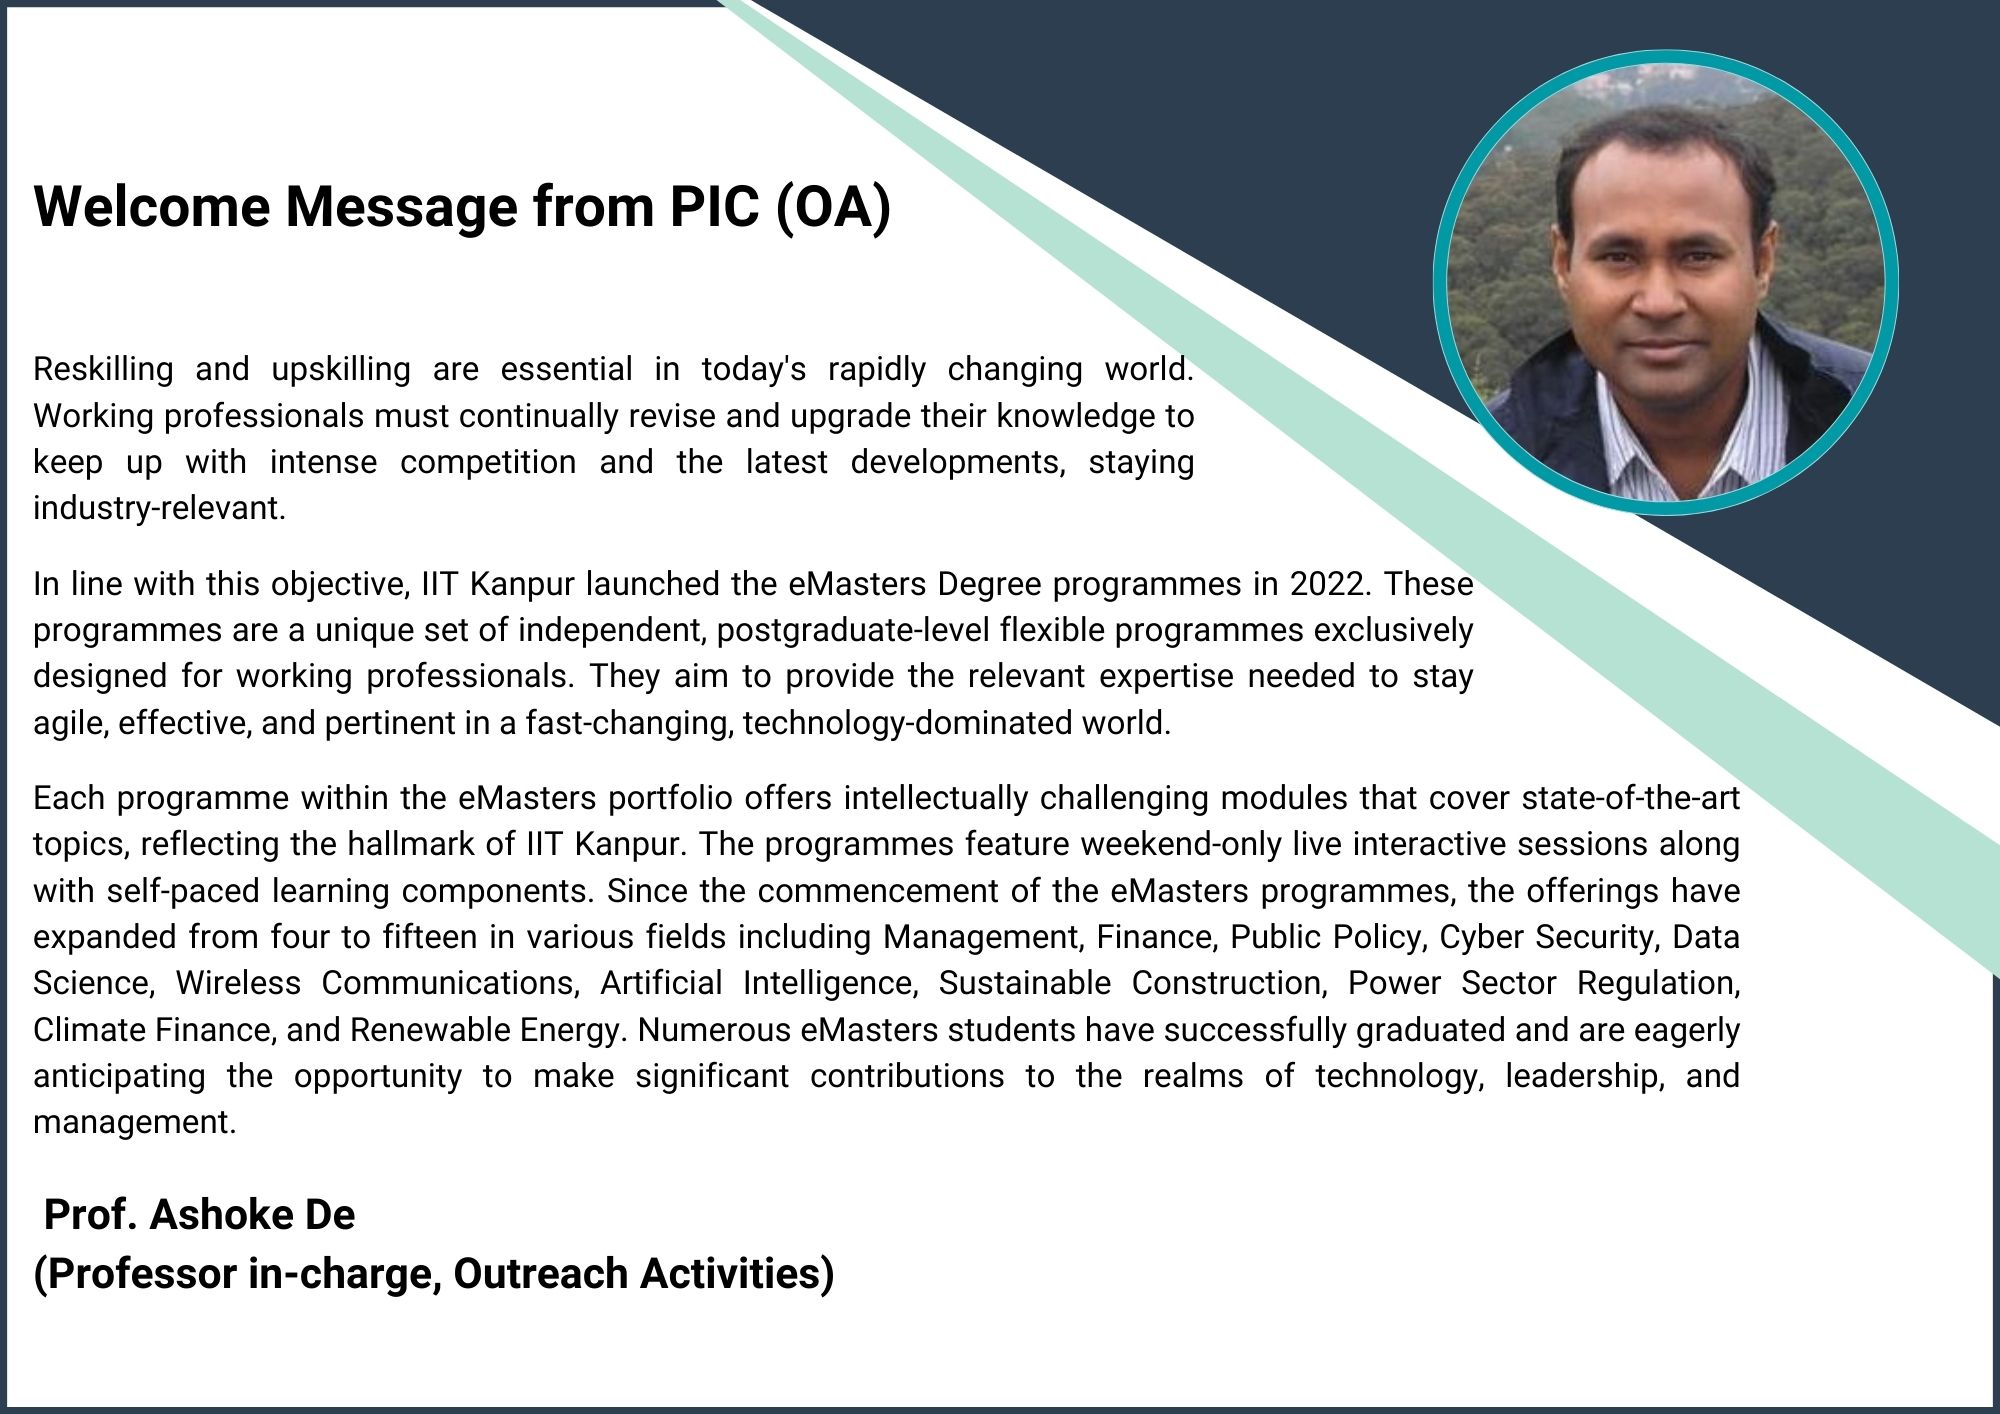 Welcome Message from PIC (OA)
Reskilling and upskilling are essential in today's rapidly changing world.
Working professionals must continually revise and upgrade their knowledge to
keep up with intense competition and the latest developments, staying
industry-relevant.
In line with this objective, IIT Kanpur launched the eMasters Degree programmes in 2022. These
programmes are a unique set of independent, postgraduate-level flexible programmes exclusively
designed for working professionals. They aim to provide the relevant expertise needed to stay
agile, effective, and pertinent in a fast-changing, technology-dominated world.
Each programme within the eMasters portfolio offers intellectually challenging modules that cover state-of-the-art
topics, reflecting the hallmark of IIT Kanpur. The programmes feature weekend-only live interactive sessions along
with self-paced learning components. Since the commencement of the eMasters programmes, the offerings have
expanded from four to fifteen in various fields including Management, Finance, Public Policy, Cyber Security, Data
Science, Wireless Communications, Artificial Intelligence, Sustainable Construction, Power Sector Regulation,
Climate Finance, and Renewable Energy. Numerous eMasters students have successfully graduated and are eagerly
anticipating the opportunity to make significant contributions to the realms of technology, leadership, and
management.
Prof. Ashoke De
(Professor in-charge, Outreach Activities)